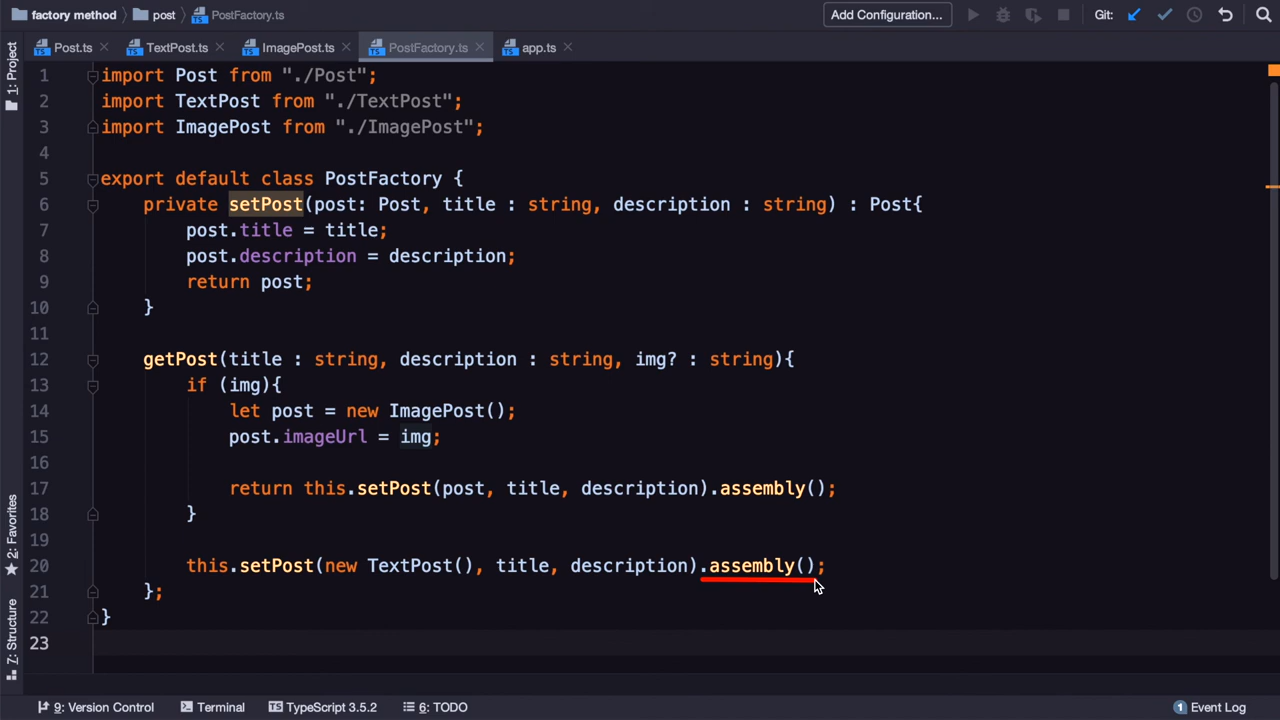 factory method post PostFactory.ts Add Configuration... Git:
Post.ts TextPost.ts ImagePost.ts PostFactory.ts app.ts
1: Project
1 import Post from "./Post";
2 import TextPost from "./TextPost";
3 import ImagePost from "./ImagePost";
4
5 export default class PostFactory {
6 private setPost(post: Post, title : string, description : string) : Post{
7 post.title = title;
8 post.description = description;
9 return post;
10 }
11
12 getPost(title : string, description : string, img? : string){
13 if (img){
14 let post = new ImagePost();
15 post.imageUrl = img;
16
17 return this.setPost(post, title, description).assembly();
18 }
19
20 this.setPost(new TextPost(), title, description).assembly();
21 };
22 }
23
2: Favorites
7: Structure
9: Version Control Terminal TypeScript 3.5.2 6: TODO 1 Event Log